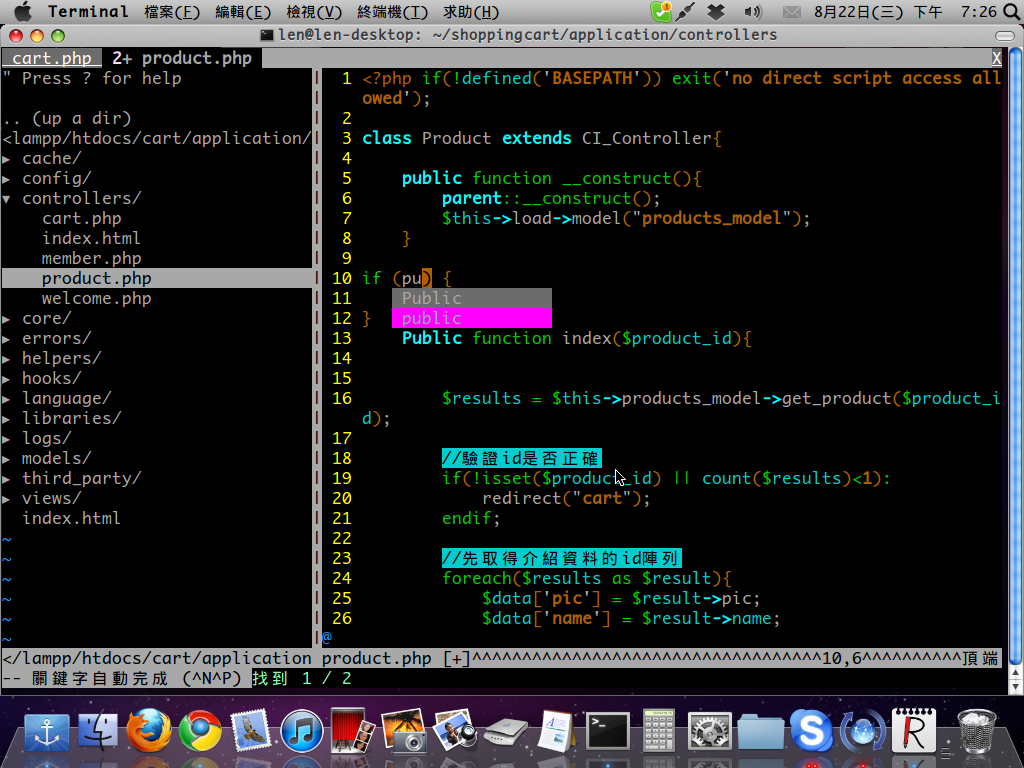 Terminal 檔案(F) 編輯(E) 檢視(V) 終端機(T) 求助(H) 8月22日(三) 下午 7:26
len@len-desktop: ~/shoppingcart/application/controllers
cart.php 2+ product.php X
" Press ? for help
.. (up a dir)
<lampp/htdocs/cart/application/
▸ cache/
▸ config/
▾ controllers/
cart.php
index.html
member.php
product.php
welcome.php
▸ core/
▸ errors/
▸ helpers/
▸ hooks/
▸ language/
▸ libraries/
▸ logs/
▸ models/
▸ third_party/
▸ views/
index.html
~
~
~
~
~
~
1 <?php if(!defined('BASEPATH')) exit('no direct script access all
owed');
2
3 class Product extends CI_Controller{
4
5 public function __construct(){
6 parent::__construct();
7 $this->load->model("products_model");
8 }
9
10 if (pu) {
11 Public
12 } public
13 Public function index($product_id){
14
15
16 $results = $this->products_model->get_product($product_i
d);
17
18 //驗證id是否正確
19 if(!isset($product_id) || count($results)<1):
20 redirect("cart");
21 endif;
22
23 //先取得介紹資料的id陣列
24 foreach($results as $result){
25 $data['pic'] = $result->pic;
26 $data['name'] = $result->name;
@
</lampp/htdocs/cart/application product.php [+]^^^^^^^^^^^^^^^^^^^^^^^^^^^^^^^^^^^10,6^^^^^^^^^^頂端
-- 關鍵字自動完成 (^N^P) 找到 1 / 2